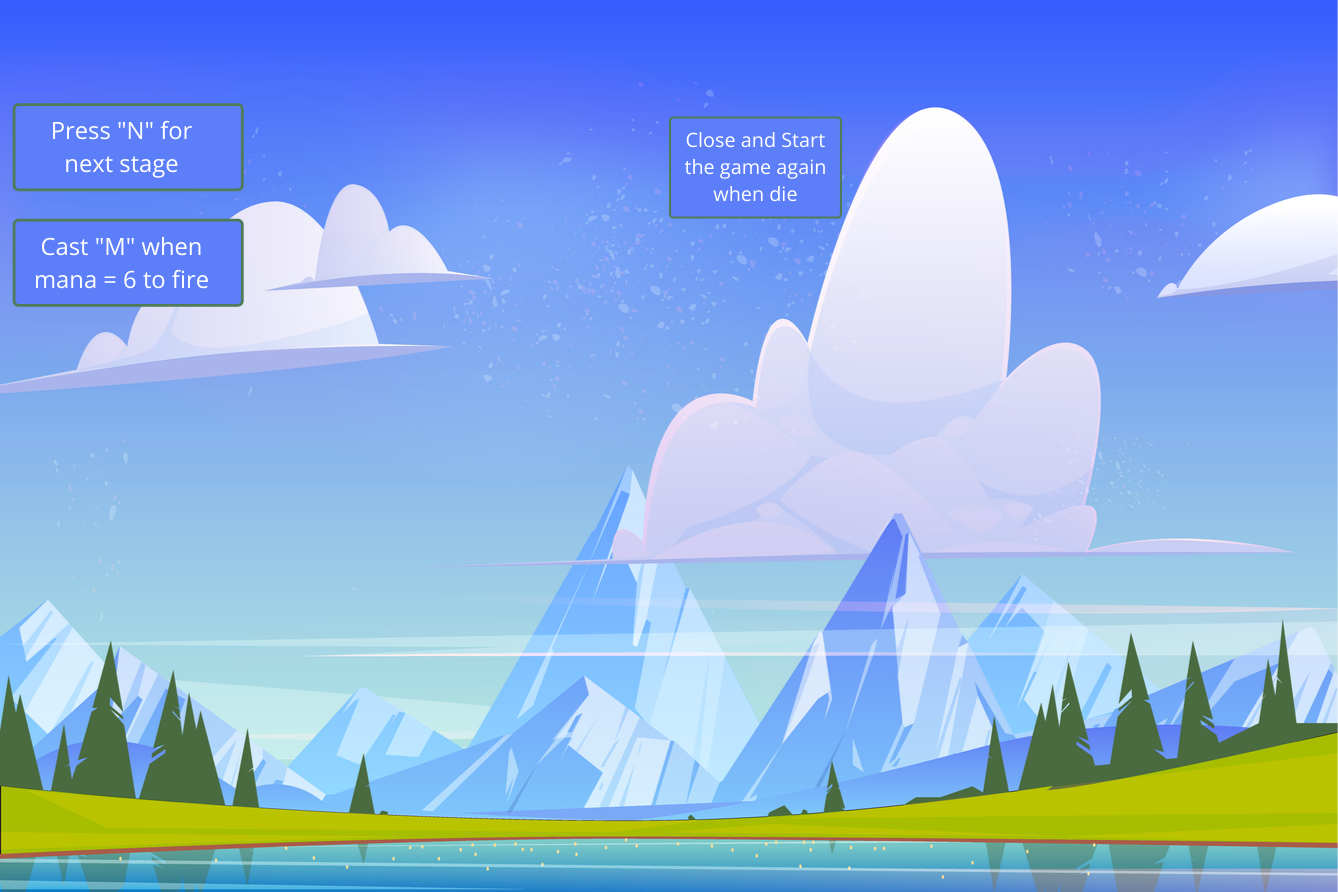 Press "N" for
next stage
Cast "M" when
mana = 6 to fire
Close and Start
the game again
when die